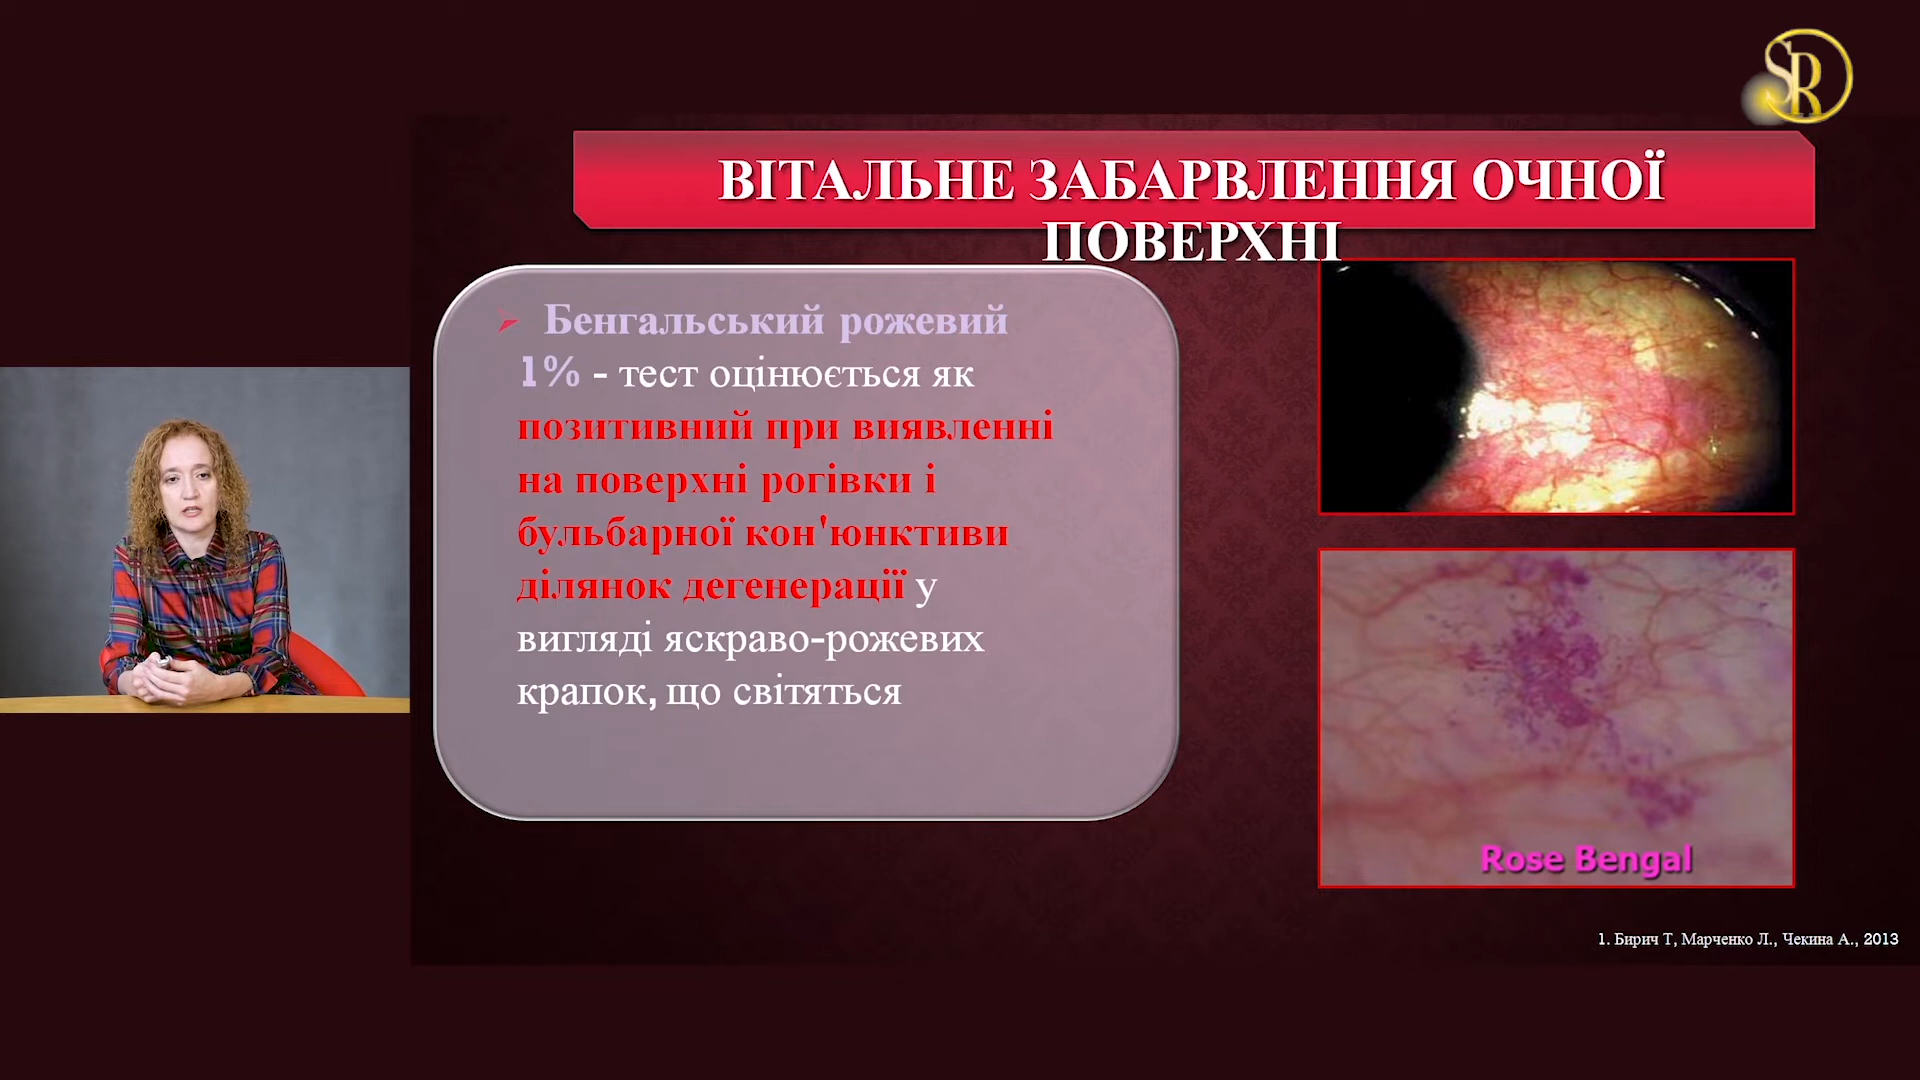 SR
ВІТАЛЬНЕ ЗАБАРВЛЕННЯ ОЧНОЇ
ПОВЕРХНІ
Бенгальський рожевий
1% - тест оцінюється як
позитивний при виявленні
на поверхні рогівки і
бульбарної кон'юнктиви
ділянок дегенерації у
вигляді яскраво-рожевих
крапок, що світяться
Rose Bengal
1. Бирич Т, Марченко Л., Чекина А., 2013